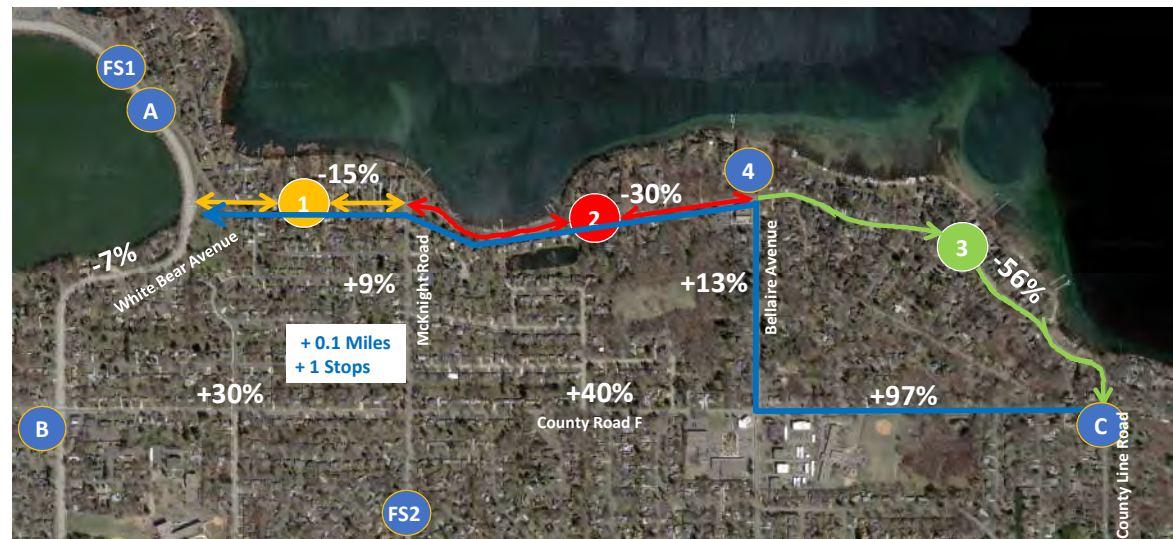 FS1
A
4
-15%
1
-30%
2
3
-7%
White Bear Avenue
+9%
McKnight Road
+13%
Bellaire Avenue
-56%
+ 0.1 Miles
+ 1 Stops
+30%
+40%
+97%
County Road F
B
C
County Line Road
FS2